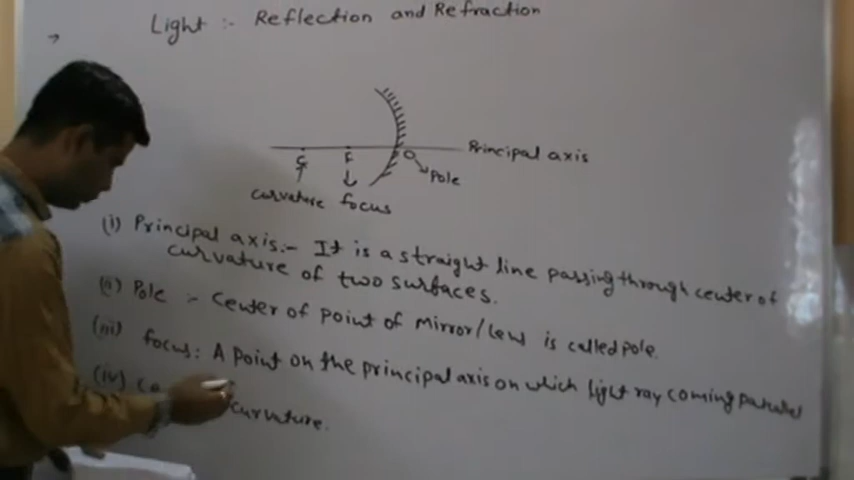 Light :- Reflection and Refraction
Principal axis
C F O
Pole
curvature focus
(i) Principal axis:- It is a straight line passing through center of
curvature of two surfaces.
(ii) Pole :- Center of point of Mirror/Lens is called pole.
(iii) focus: A point on the principal axis on which light ray coming parallel
(iv) Ce curvature.